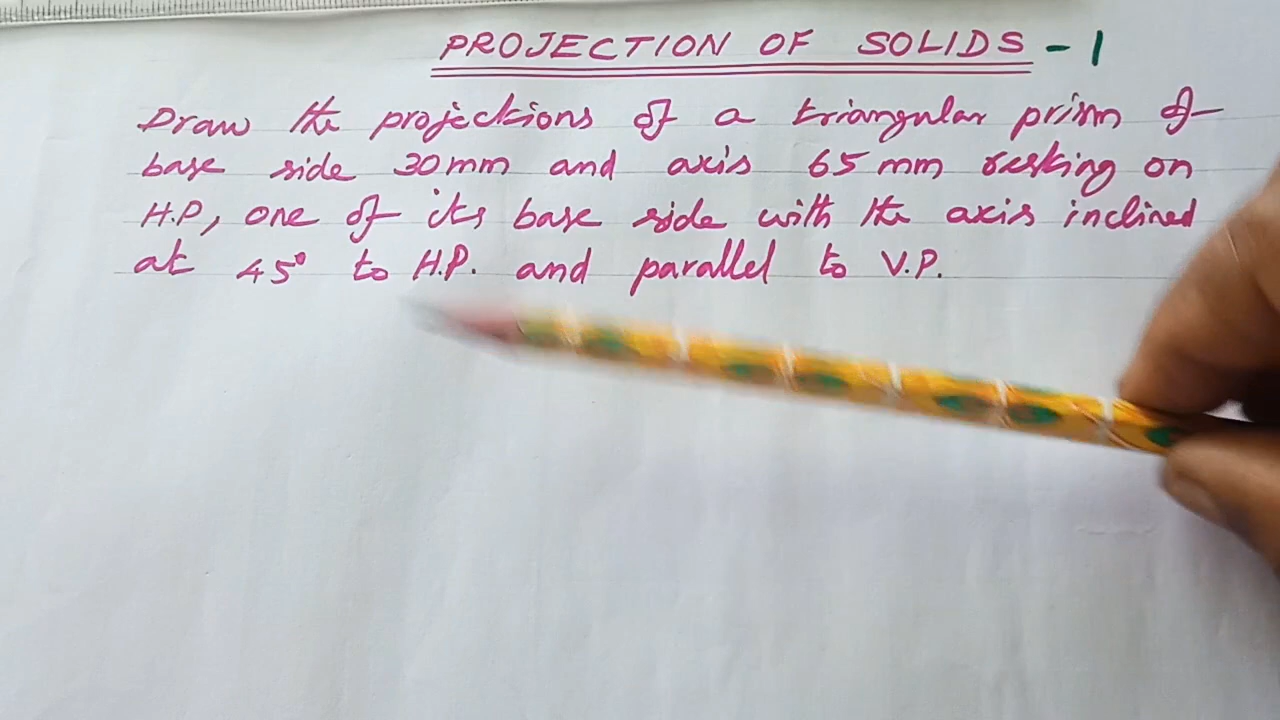 PROJECTION OF SOLIDS - 1
Draw the projections of a triangular prism of
base side 30mm and axis 65mm resting on
H.P, one of its base side with the axis inclined
at 45° to H.P. and parallel to V.P.